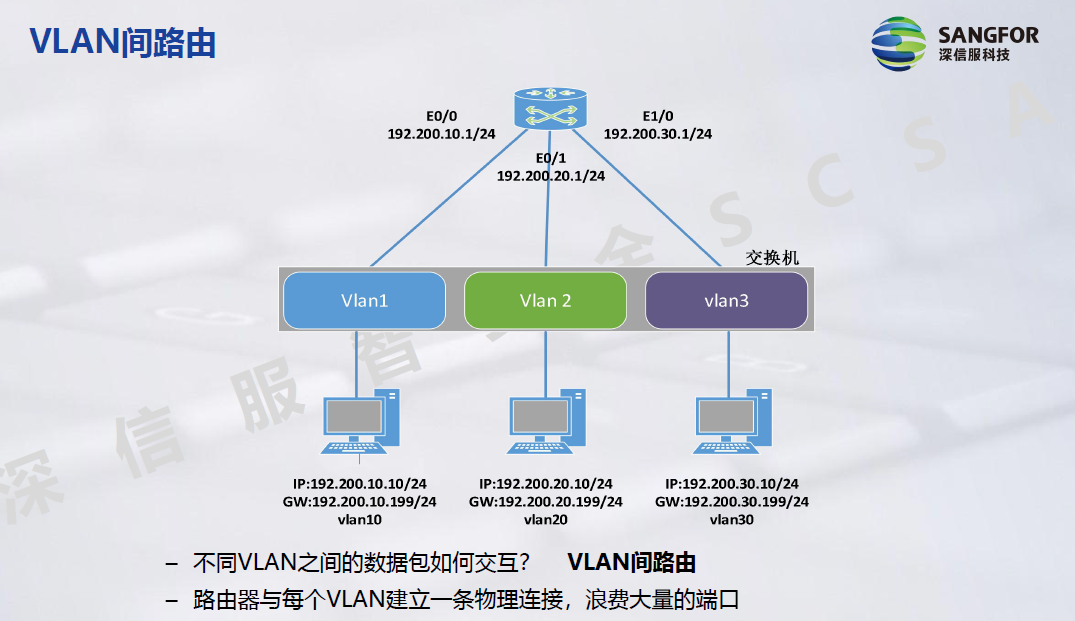 VLAN间路由
SANGFOR
深信服科技
E0/0
192.200.10.1/24
E1/0
192.200.30.1/24
E0/1
192.200.20.1/24
交换机
Vlan1
Vlan 2
vlan3
IP:192.200.10.10/24
GW:192.200.10.199/24
vlan10
IP:192.200.20.10/24
GW:192.200.20.199/24
vlan20
IP:192.200.30.10/24
GW:192.200.30.199/24
vlan30
– 不同VLAN之间的数据包如何交互? VLAN间路由
– 路由器与每个VLAN建立一条物理连接，浪费大量的端口
深信服智 全SCSA